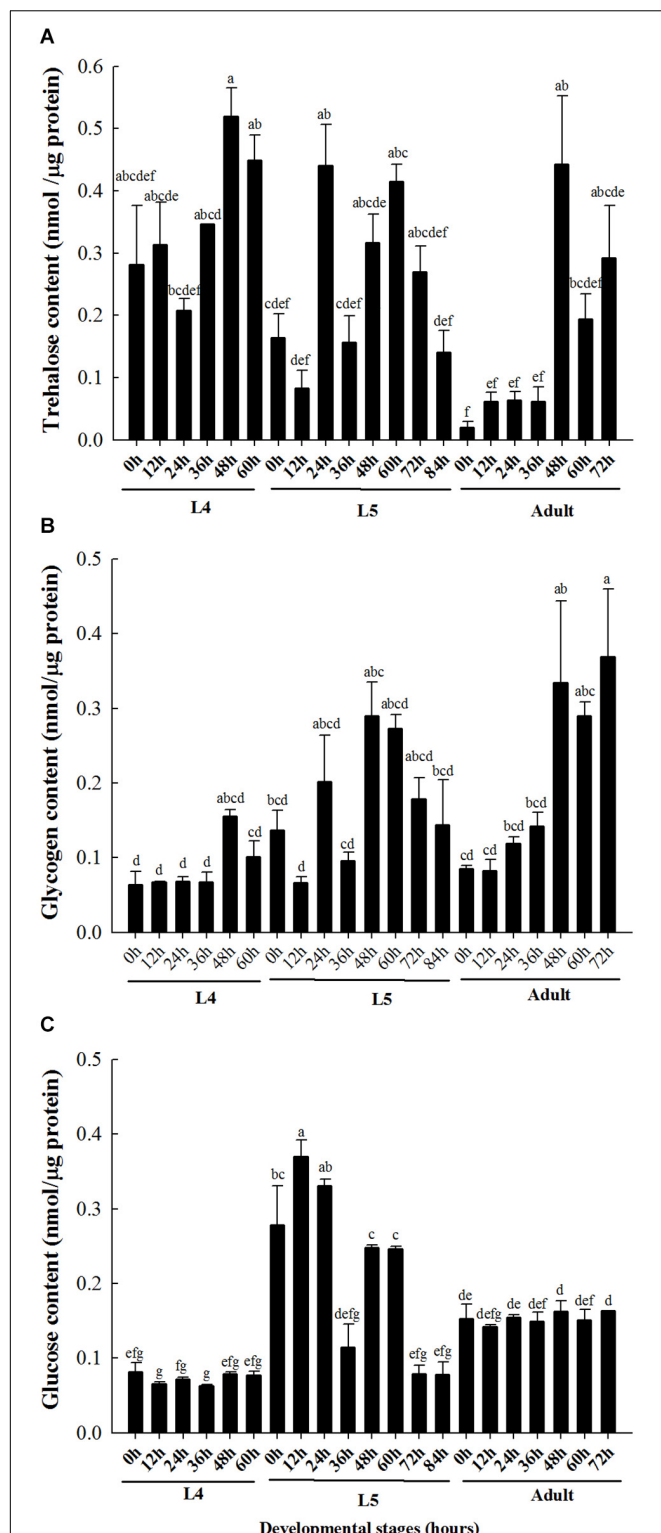 A
Trehalose content (nmol /µg protein)
0.6
0.5
0.4
0.3
0.2
0.1
0.0
abcdef
abcde
bcdef
abcd
a
ab
cdef
def
ab
cdef
abcde
abc
abcdef
def
f
ef
ef
ef
ab
bcdef
abcde
0h 12h 24h 36h 48h 60h 0h 12h 24h 36h 48h 60h 72h 84h 0h 12h 24h 36h 48h 60h 72h
L4 L5 Adult
B
Glycogen content (nmol/µg protein)
0.5
0.4
0.3
0.2
0.1
0.0
d
d
d
d
abcd
cd
bcd
d
abcd
cd
abc
abcd
abcd
bcd
cd
cd
bcd
bcd
ab
abc
a
0h 12h 24h 36h 48h 60h 0h 12h 24h 36h 48h 60h 72h 84h 0h 12h 24h 36h 48h 60h 72h
L4 L5 Adult
C
Glucose content (nmol/µg protein)
0.5
0.4
0.3
0.2
0.1
0.0
efg
g
fg
g
efg
efg
bc
a
ab
defg
c
c
efg
efg
de
defg
de
def
d
def
d
0h 12h 24h 36h 48h 60h 0h 12h 24h 36h 48h 60h 72h 84h 0h 12h 24h 36h 48h 60h 72h
L4 L5 Adult
Developmental stages (hours)